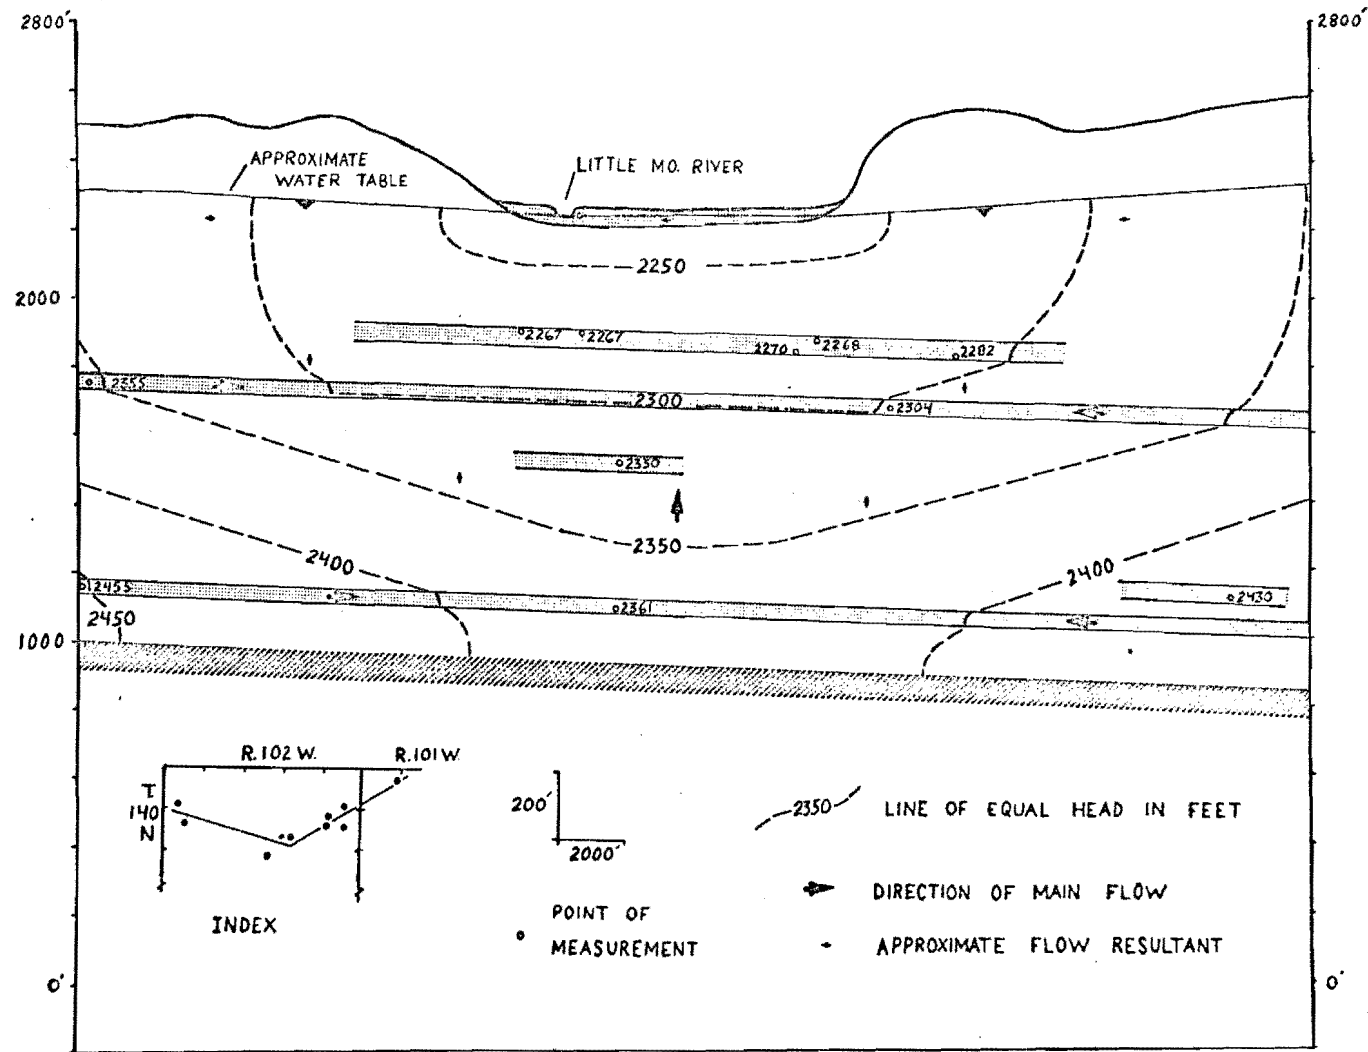 2800'
2800'
APPROXIMATE
WATER TABLE
LITTLE MO. RIVER
2250
2000
2267
2267
2270
2268
2282
2355
2300
2304
2330
2350
2400
2400
2455
2361
2430
2450
1000
R.102 W.
R.101 W
T.
140
N
INDEX
200'
2000'
2350
LINE OF EQUAL HEAD IN FEET
DIRECTION OF MAIN FLOW
POINT OF
MEASUREMENT
APPROXIMATE FLOW RESULTANT
0'
0'